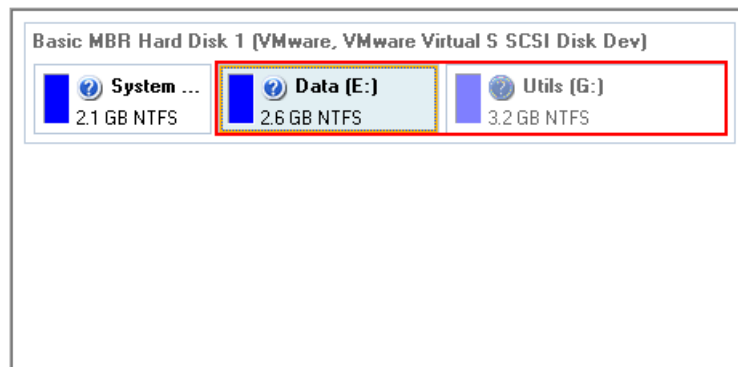 Basic MBR Hard Disk 1 (VMware, VMware Virtual S SCSI Disk Dev)
System ... Data (E:) Utils (G:)
2.1 GB NTFS 2.6 GB NTFS 3.2 GB NTFS